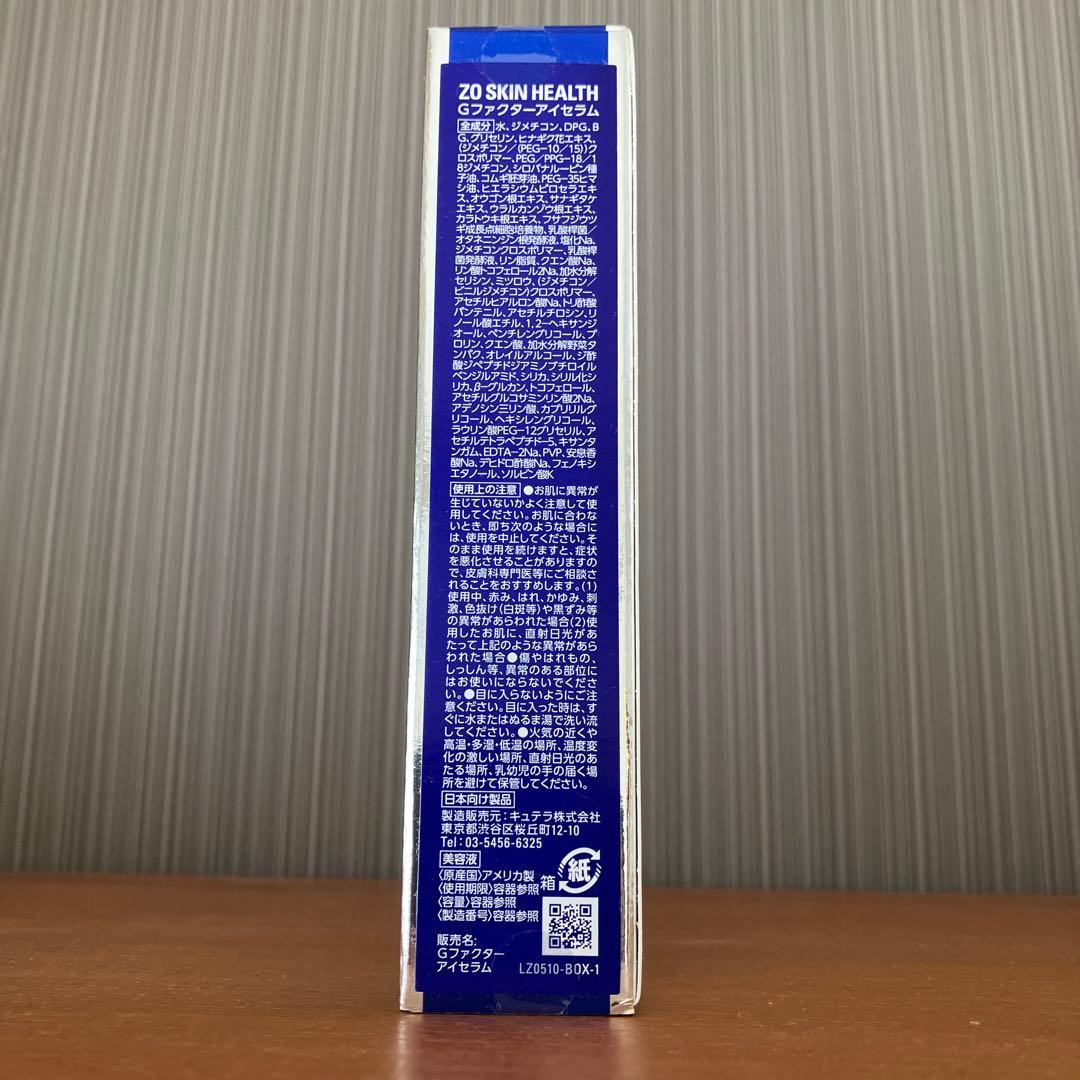 ZO SKIN HEALTH
Gファクターアイセラム
全成分 水、ジメチコン、DPG、B
G、グリセリン、ヒナギク花エキス、
(ジメチコン/(PEG-10/15))ク
ロスポリマー、PEG/PPG-18/1
8ジメチコン、シロバナルーピン種
子油、コムギ胚芽油、PEG-35ヒマ
シ油、ヒエラシウムピロセラエキ
ス、オウゴン根エキス、サナギタケ
エキス、ウラルカンゾウ根エキス、
カラトウキ根エキス、フサフジウツ
ギ成長点細胞培養物、乳酸桿菌/
オタネニンジン根発酵液、塩化Na、
ジメチコンクロスポリマー、乳酸桿
菌発酵液、リン脂質、クエン酸Na、
リン酸トコフェロール2Na、加水分解
セリシン、ミツロウ、(ジメチコン/
ビニルジメチコン)クロスポリマー、
アセチルヒアルロン酸Na、トリ酢酸
パンテニル、アセチルチロシン、リ
ノール酸エチル、1,2-ヘキサンジ
オール、ペンチレングリコール、プ
ロリン、クエン酸、加水分解野菜タ
ンパク、オレイルアルコール、ジ酢
酸ジペプチドジアミノブチロイル
ベンジルアミド、シリカ、シリル化シ
リカ、β-グルカン、トコフェロール、
アセチルグルコサミンリン酸2Na、
アデノシン三リン酸、カプリリルグ
リコール、ヘキシレングリコール、
ラウリン酸PEG-12グリセリル、ア
セチルテトラペプチド-5、キサンタ
ンガム、EDTA-2Na、PVP、安息香
酸Na、デヒドロ酢酸Na、フェノキシ
エタノール、ソルビン酸K
使用上の注意 ●お肌に異常が
生じていないかよく注意して使
用してください。お肌に合わな
いとき、即ち次のような場合に
は、使用を中止してください。そ
のまま使用を続けますと、症状
を悪化させることがありますの
で、皮膚科専門医等にご相談さ
れることをおすすめします。(1)
使用中、赤み、はれ、かゆみ、刺
激、色抜け(白斑等)や黒ずみ等
の異常があらわれた場合(2)使
用したお肌に、直射日光があ
たって上記のような異常があら
われた場合●傷やはれもの、
しっしん等、異常のある部位に
はお使いにならないでくださ
い。●目に入らないようにご注
意ください。目に入った時は、す
ぐに水またはぬるま湯で洗い流
してください。●火気の近くや
高温・多湿・低温の場所、温度変
化の激しい場所、直射日光のあ
たる場所、乳幼児の手の届く場
所を避けて保管してください。
日本向け製品
製造販売元:キュテラ株式会社
東京都渋谷区桜丘町12-10
Tel:03-5456-6325
美容液
〈原産国〉アメリカ製
〈使用期限〉容器参照
〈容量〉容器参照
〈製造番号〉容器参照
箱 紙
販売名:
Gファクター
アイセラム
LZ0510-BOX-1